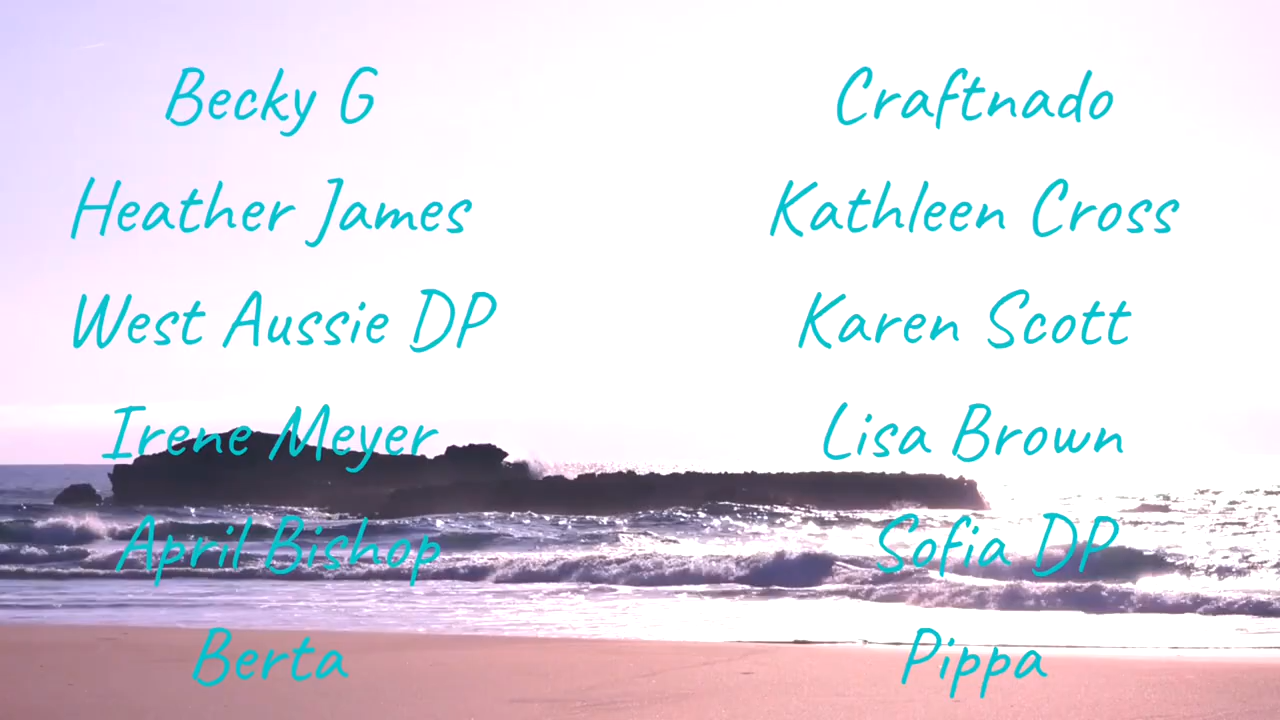 Becky G
Heather James
West Aussie DP
Irene Meyer
April Bishop
Berta
Craftnado
Kathleen Cross
Karen Scott
Lisa Brown
Sofia DP
Pippa